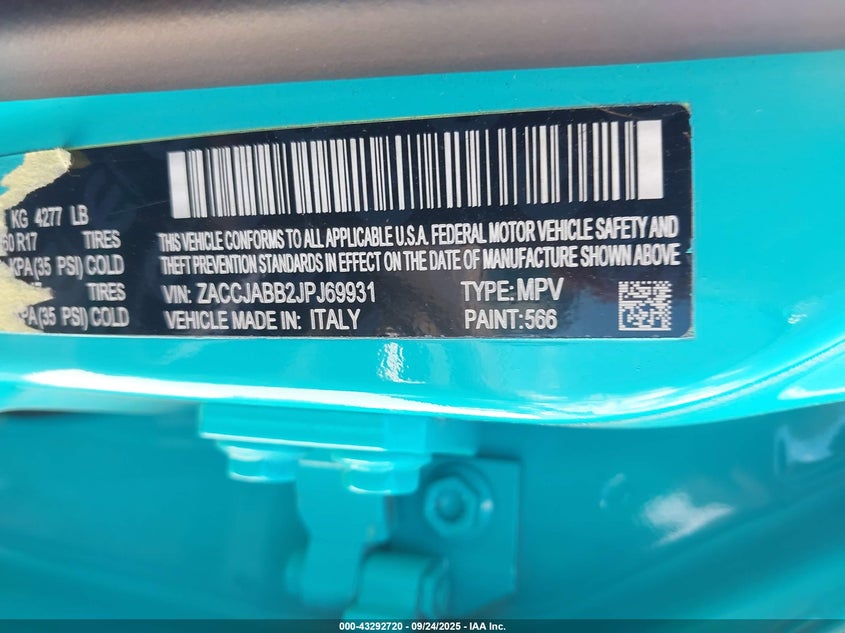 KG 4277 LB
60 R17 TIRES
KPA(35 PSI) COLD
TIRES
PA(35 PSI) COLD
THIS VEHICLE CONFORMS TO ALL APPLICABLE U.S.A. FEDERAL MOTOR VEHICLE SAFETY AND
THEFT PREVENTION STANDARDS IN EFFECT ON THE DATE OF MANUFACTURE SHOWN ABOVE
VIN: ZACCJABB2JPJ69931 TYPE: MPV
VEHICLE MADE IN: ITALY PAINT:566
000-43292720 - 09/24/2025 - IAA Inc.